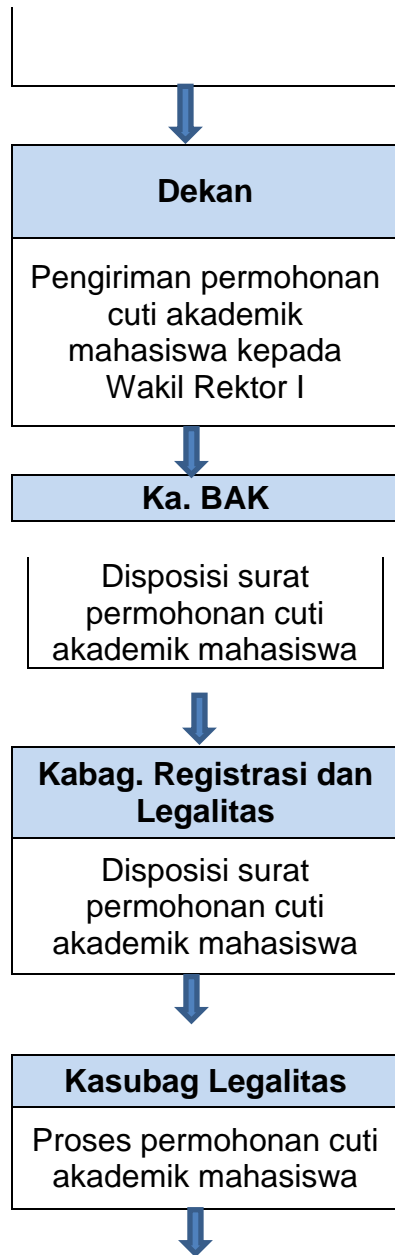 Dekan
Pengiriman permohonan
cuti akademik
mahasiswa kepada
Wakil Rektor I
Ka. BAK
Disposisi surat
permohonan cuti
akademik mahasiswa
Kabag. Registrasi dan
Legalitas
Disposisi surat
permohonan cuti
akademik mahasiswa
Kasubag Legalitas
Proses permohonan cuti
akademik mahasiswa